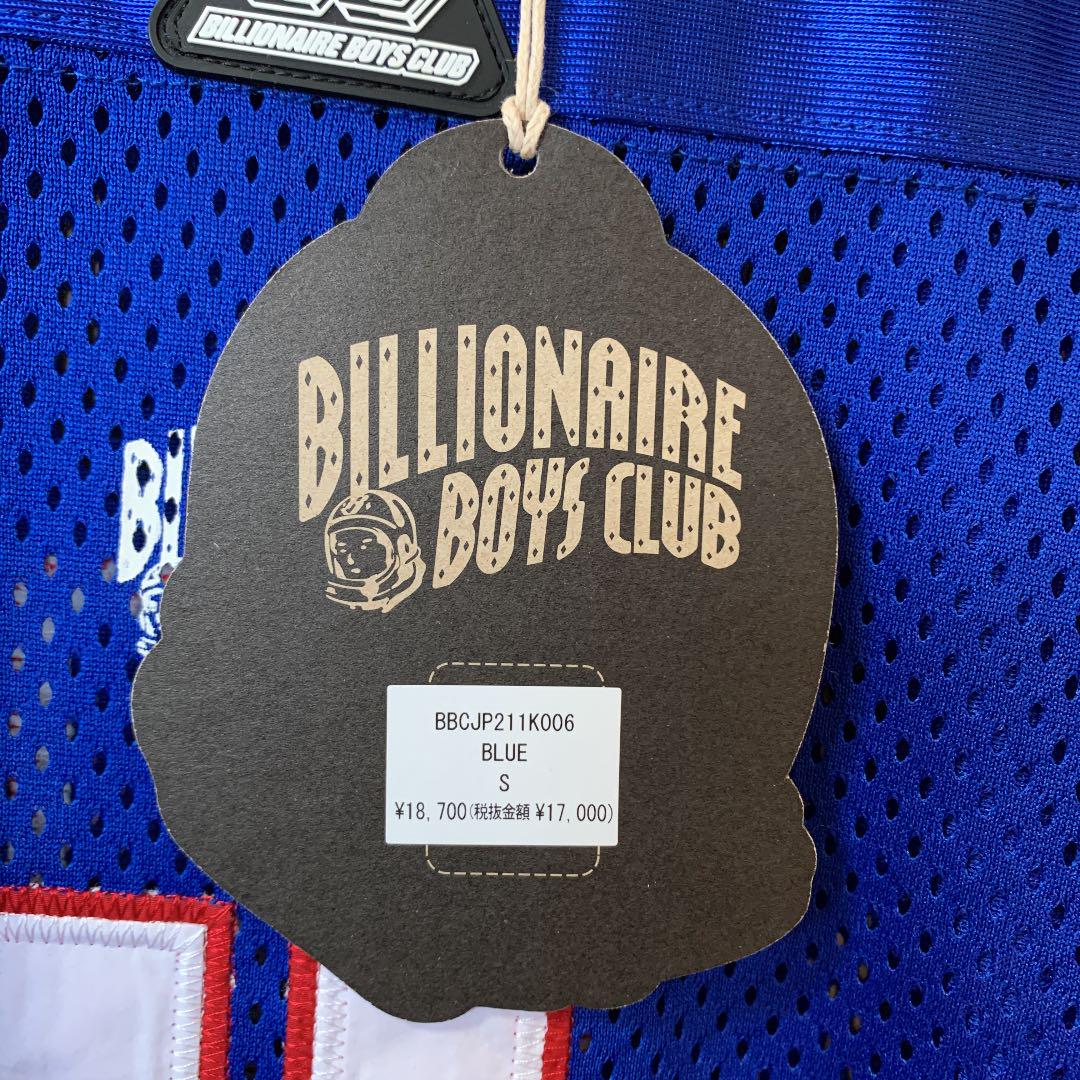 BILLIONAIRE BOYS CLUB
BILLIONAIRE
BOYS CLUB
BBCJP211K006
BLUE
S
¥18,700(税抜金額 ¥17,000)